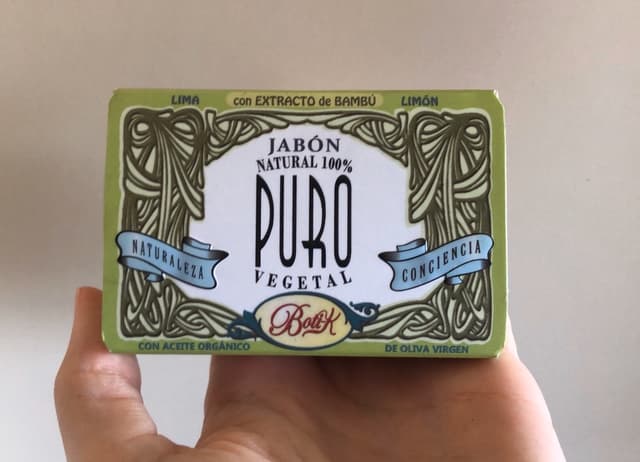 LIMA con EXTRACTO de BAMBÚ LIMÓN
JABÓN
NATURAL 100%
PURO
VEGETAL
NATURALEZA
CONCIENCIA
BotiK
CON ACEITE ORGÁNICO DE OLIVA VIRGEN